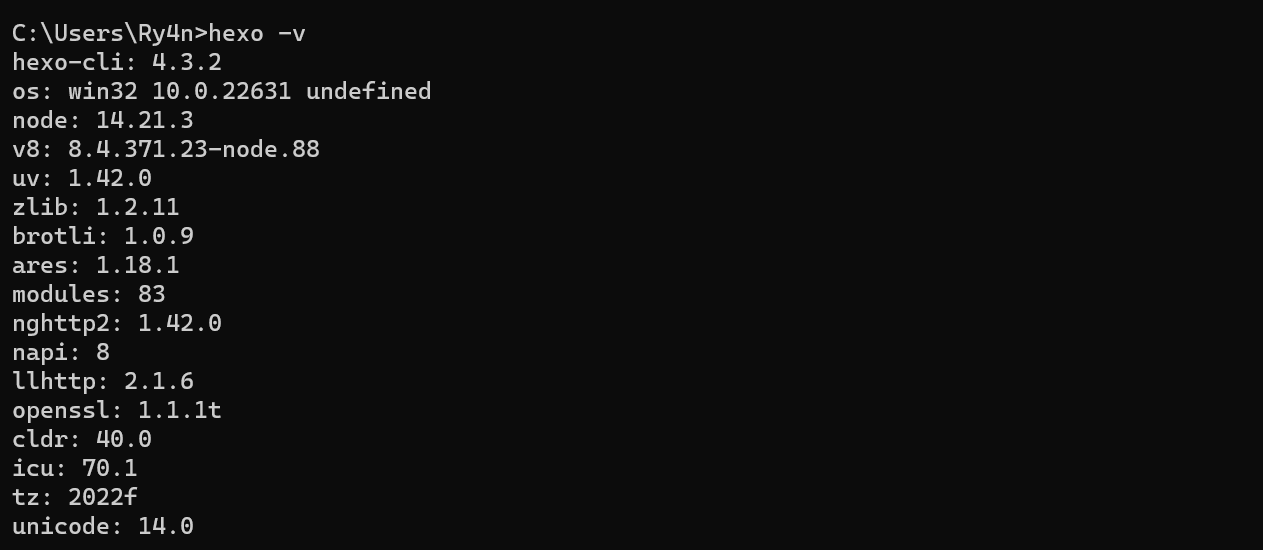 C:\Users\Ry4n>hexo -v
hexo-cli: 4.3.2
os: win32 10.0.22631 undefined
node: 14.21.3
v8: 8.4.371.23-node.88
uv: 1.42.0
zlib: 1.2.11
brotli: 1.0.9
ares: 1.18.1
modules: 83
nghttp2: 1.42.0
napi: 8
llhttp: 2.1.6
openssl: 1.1.1t
cldr: 40.0
icu: 70.1
tz: 2022f
unicode: 14.0